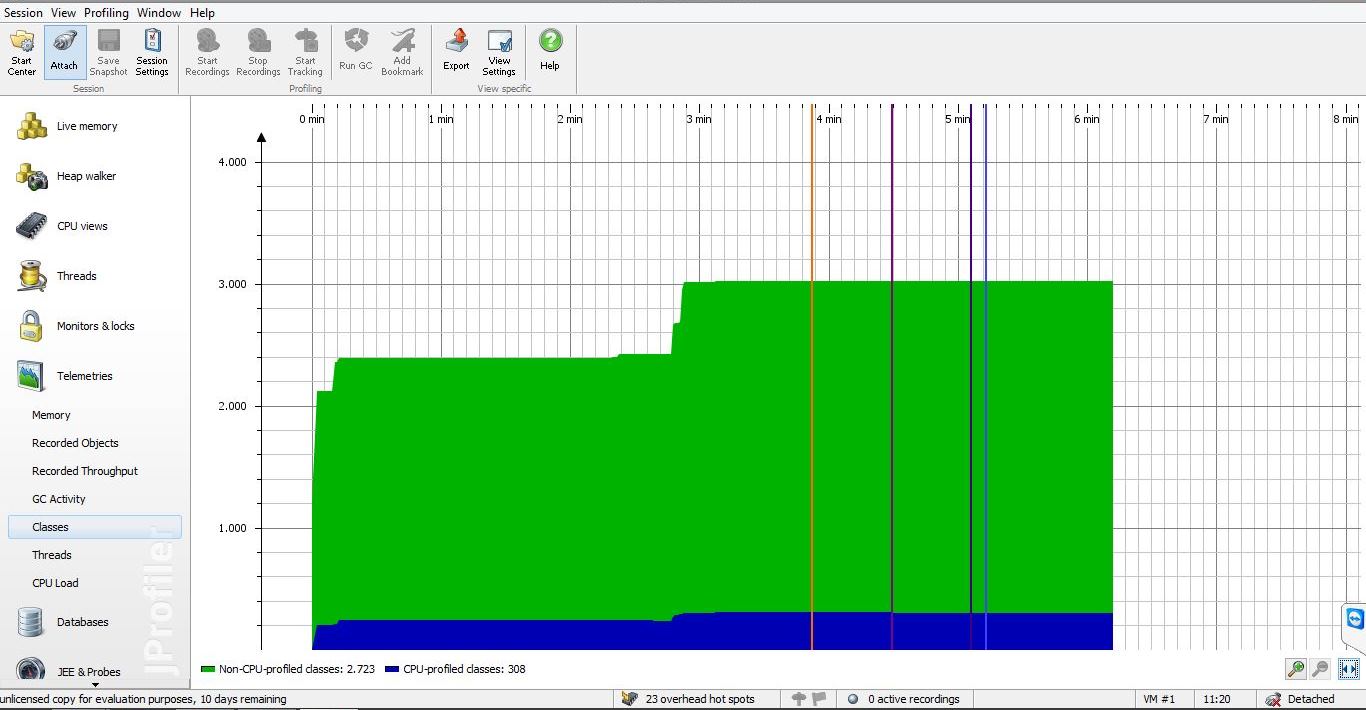 Session View Profiling Window Help
Start Center
Attach
Save Snapshot
Session Settings
Start Recordings
Stop Recordings
Start Tracking
Run GC
Add Bookmark
Export
View Settings
Help
Session
Profiling
View specific
Live memory
Heap walker
CPU views
Threads
Monitors & locks
Telemetries
Memory
Recorded Objects
Recorded Throughput
GC Activity
Classes
Threads
CPU Load
Databases
JEE & Probes
JProfiler
0 min 1 min 2 min 3 min 4 min 5 min 6 min 7 min 8 min
4.000
3.000
2.000
1.000
Non-CPU-profiled classes: 2.723 CPU-profiled classes: 308
unlicensed copy for evaluation purposes, 10 days remaining
23 overhead hot spots
0 active recordings
VM #1
11:20
Detached